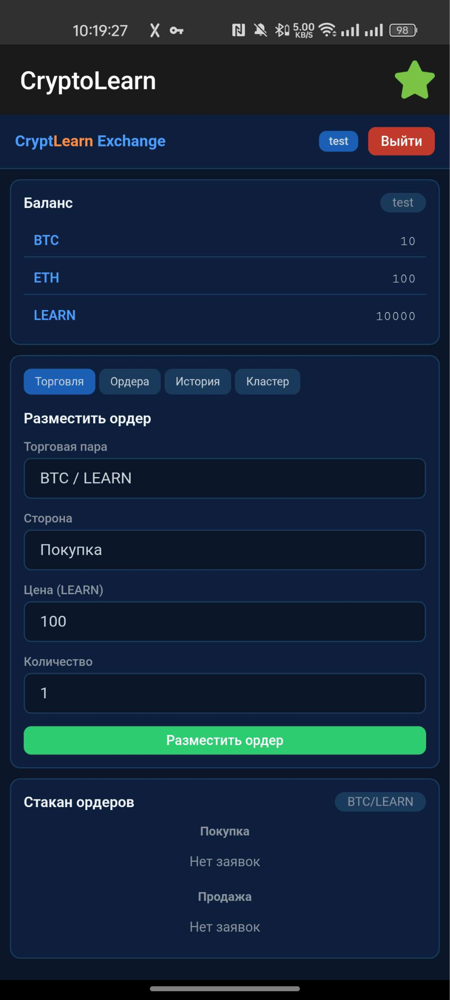 10:19:27 5.00 KB/S 98
CryptoLearn
CryptLearn Exchange test Выйти
Баланс test
BTC 10
ETH 100
LEARN 10000
Торговля Ордера История Кластер
Разместить ордер
Торговая пара
BTC / LEARN
Сторона
Покупка
Цена (LEARN)
100
Количество
1
Разместить ордер
Стакан ордеров BTC/LEARN
Покупка
Нет заявок
Продажа
Нет заявок